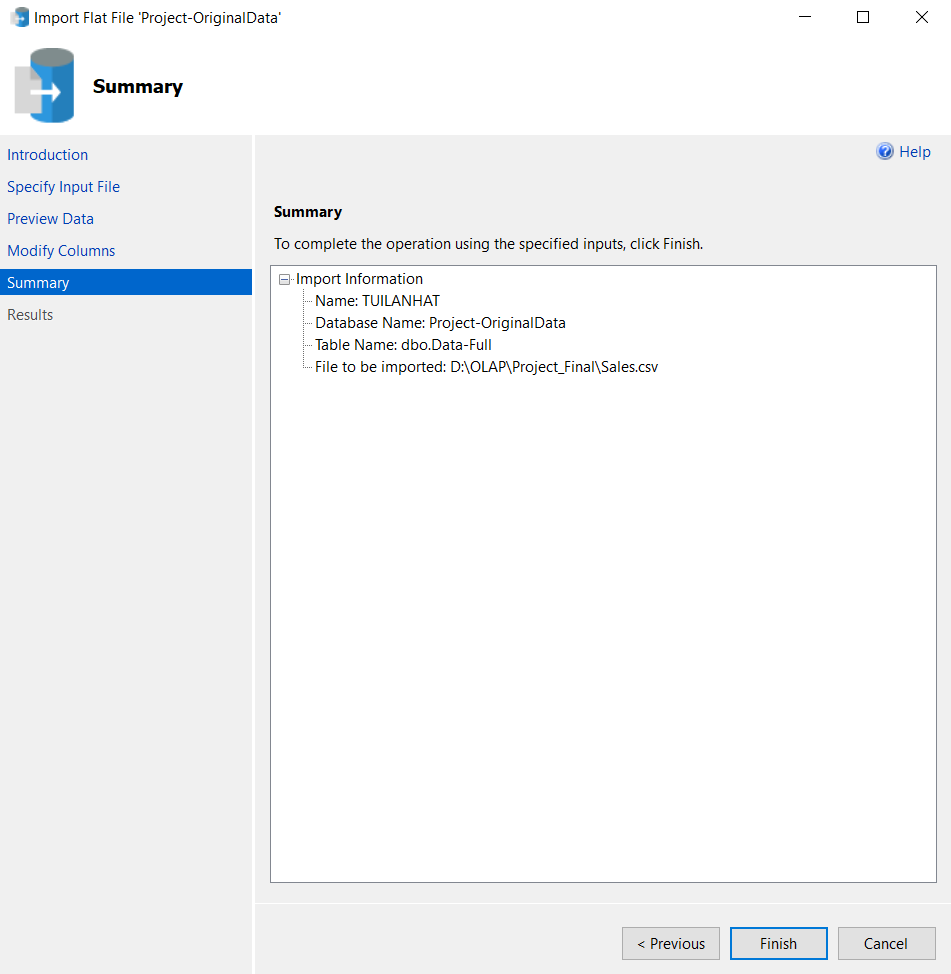 Import Flat File 'Project-OriginalData'
Summary
Introduction
Specify Input File
Preview Data
Modify Columns
Summary
Results
Help
Summary
To complete the operation using the specified inputs, click Finish.
Import Information
Name: TUILANHAT
Database Name: Project-OriginalData
Table Name: dbo.Data-Full
File to be imported: D:\OLAP\Project_Final\Sales.csv
< Previous
Finish
Cancel